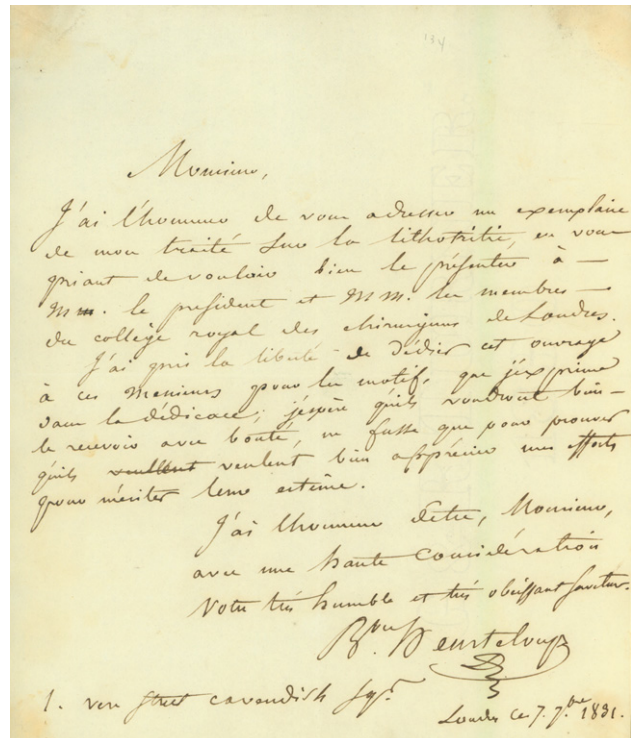 134
Monsieur,
J'ai l'honneur de vous adresser un exemplaire
de mon traité sur la lithotritie, en vous
priant de vouloir bien le présenter à —
MM. le président et MM. les membres —
du collège royal des chirurgiens de Londres.
J'ai pris la liberté de dédier cet ouvrage
à ces Messieurs pour les motifs, que j'exprime
dans la dédicace; j'espère qu'ils voudront bien
le recevoir avec bonté, ne fusse que pour prouver
qu'ils veuillent veulent bien apprécier mes efforts
pour mériter leur estime.
J'ai l'honneur d'être, Monsieur,
avec une haute considération
Votre très humble et très obéissant serviteur.
Bon Heurteloup
1. vere street cavendish sqre
Londres ce 7. 7.bre 1831.